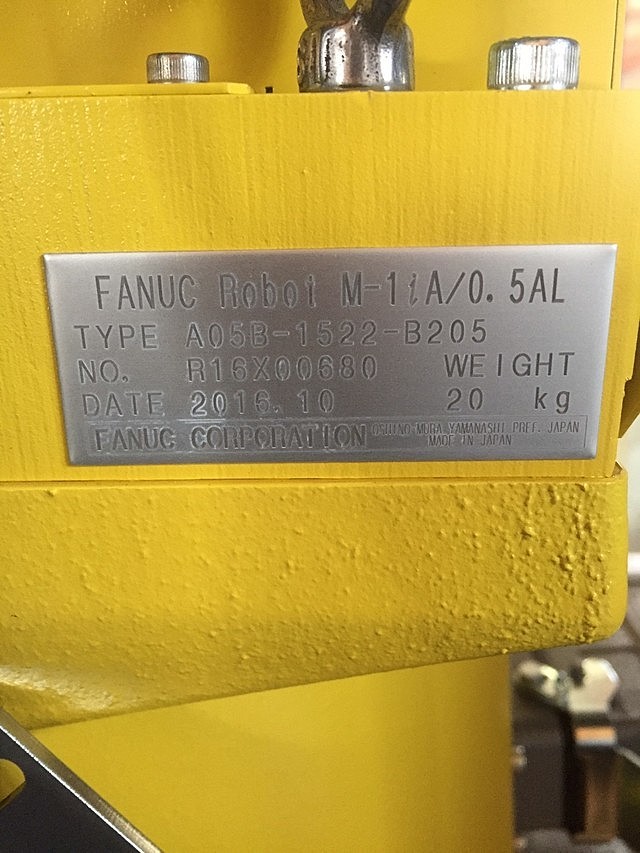 FANUC Robot M-1iA/0.5AL
TYPE A05B-1522-B205
NO. R16X00680 WEIGHT
DATE 2016.10 20 kg
FANUC CORPORATION OSHINO-MURA, YAMANASHI PREF. JAPAN
MADE IN JAPAN